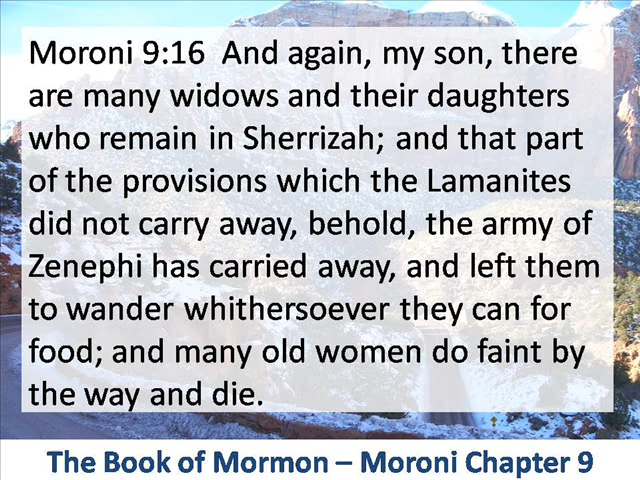 Moroni 9:16  And again, my son, there
are many widows and their daughters
who remain in Sherrizah; and that part
of the provisions which the Lamanites
did not carry away, behold, the army of
Zenephi has carried away, and left them
to wander whithersoever they can for
food; and many old women do faint by
the way and die.
The Book of Mormon – Moroni Chapter 9